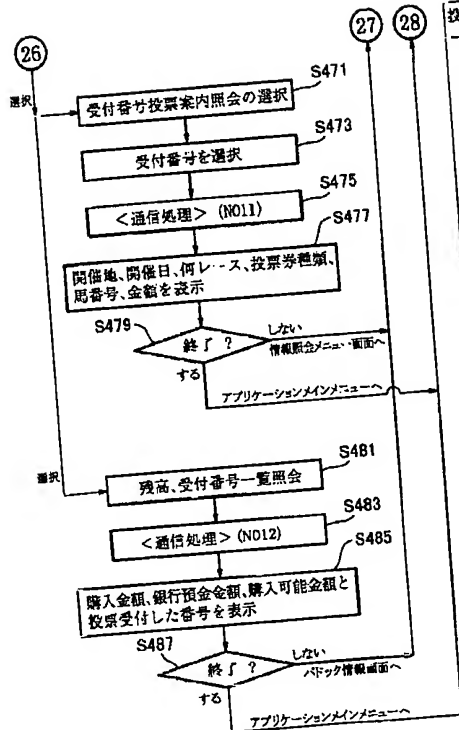 26
27
28
投
選択
S471
受付番号投票案内照会の選択
S473
受付番号を選択
S475
<通信処理> (NO11)
S477
開催地、開催日、何レース、投票券種類、
馬番号、金額を表示
S479
終了?
しない
情報照会メニュー画面へ
する
アプリケーションメインメニューへ
選択
S481
残高、受付番号一覧照会
S483
<通信処理> (NO12)
S485
購入金額、銀行預金金額、購入可能金額と
投票受付した番号を表示
S487
終了?
しない
パドック情報画面へ
する
アプリケーションメインメニューへ